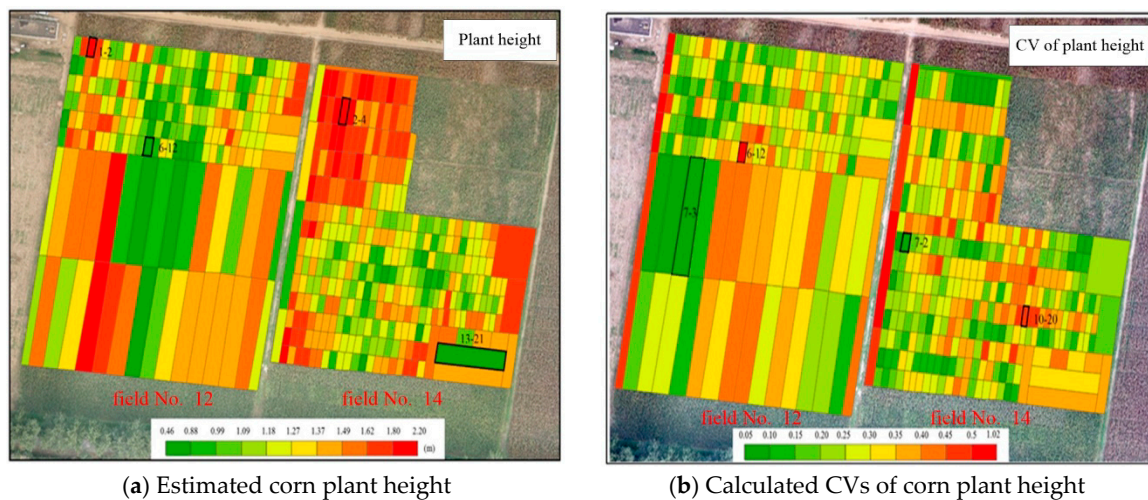 Plant height
1-2
2-4
6-12
13-21
field No. 12
field No. 14
0.46 0.88 0.99 1.09 1.18 1.27 1.37 1.49 1.62 1.80 2.20
(m)
(a) Estimated corn plant height
CV of plant height
6-12
7-3
7-2
10-20
field No. 12
field No. 14
0.05 0.10 0.15 0.20 0.25 0.30 0.35 0.40 0.45 0.5 1.02
(b) Calculated CVs of corn plant height